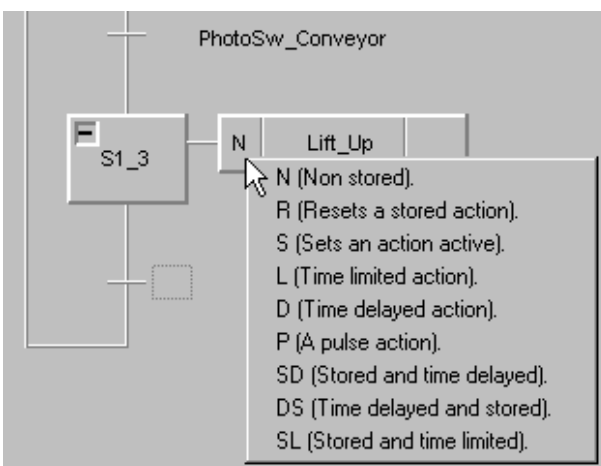 PhotoSw_Conveyor
S1_3
N
Lift_Up
N (Non stored).
R (Resets a stored action).
S (Sets an action active).
L (Time limited action).
D (Time delayed action).
P (A pulse action).
SD (Stored and time delayed).
DS (Time delayed and stored).
SL (Stored and time limited).